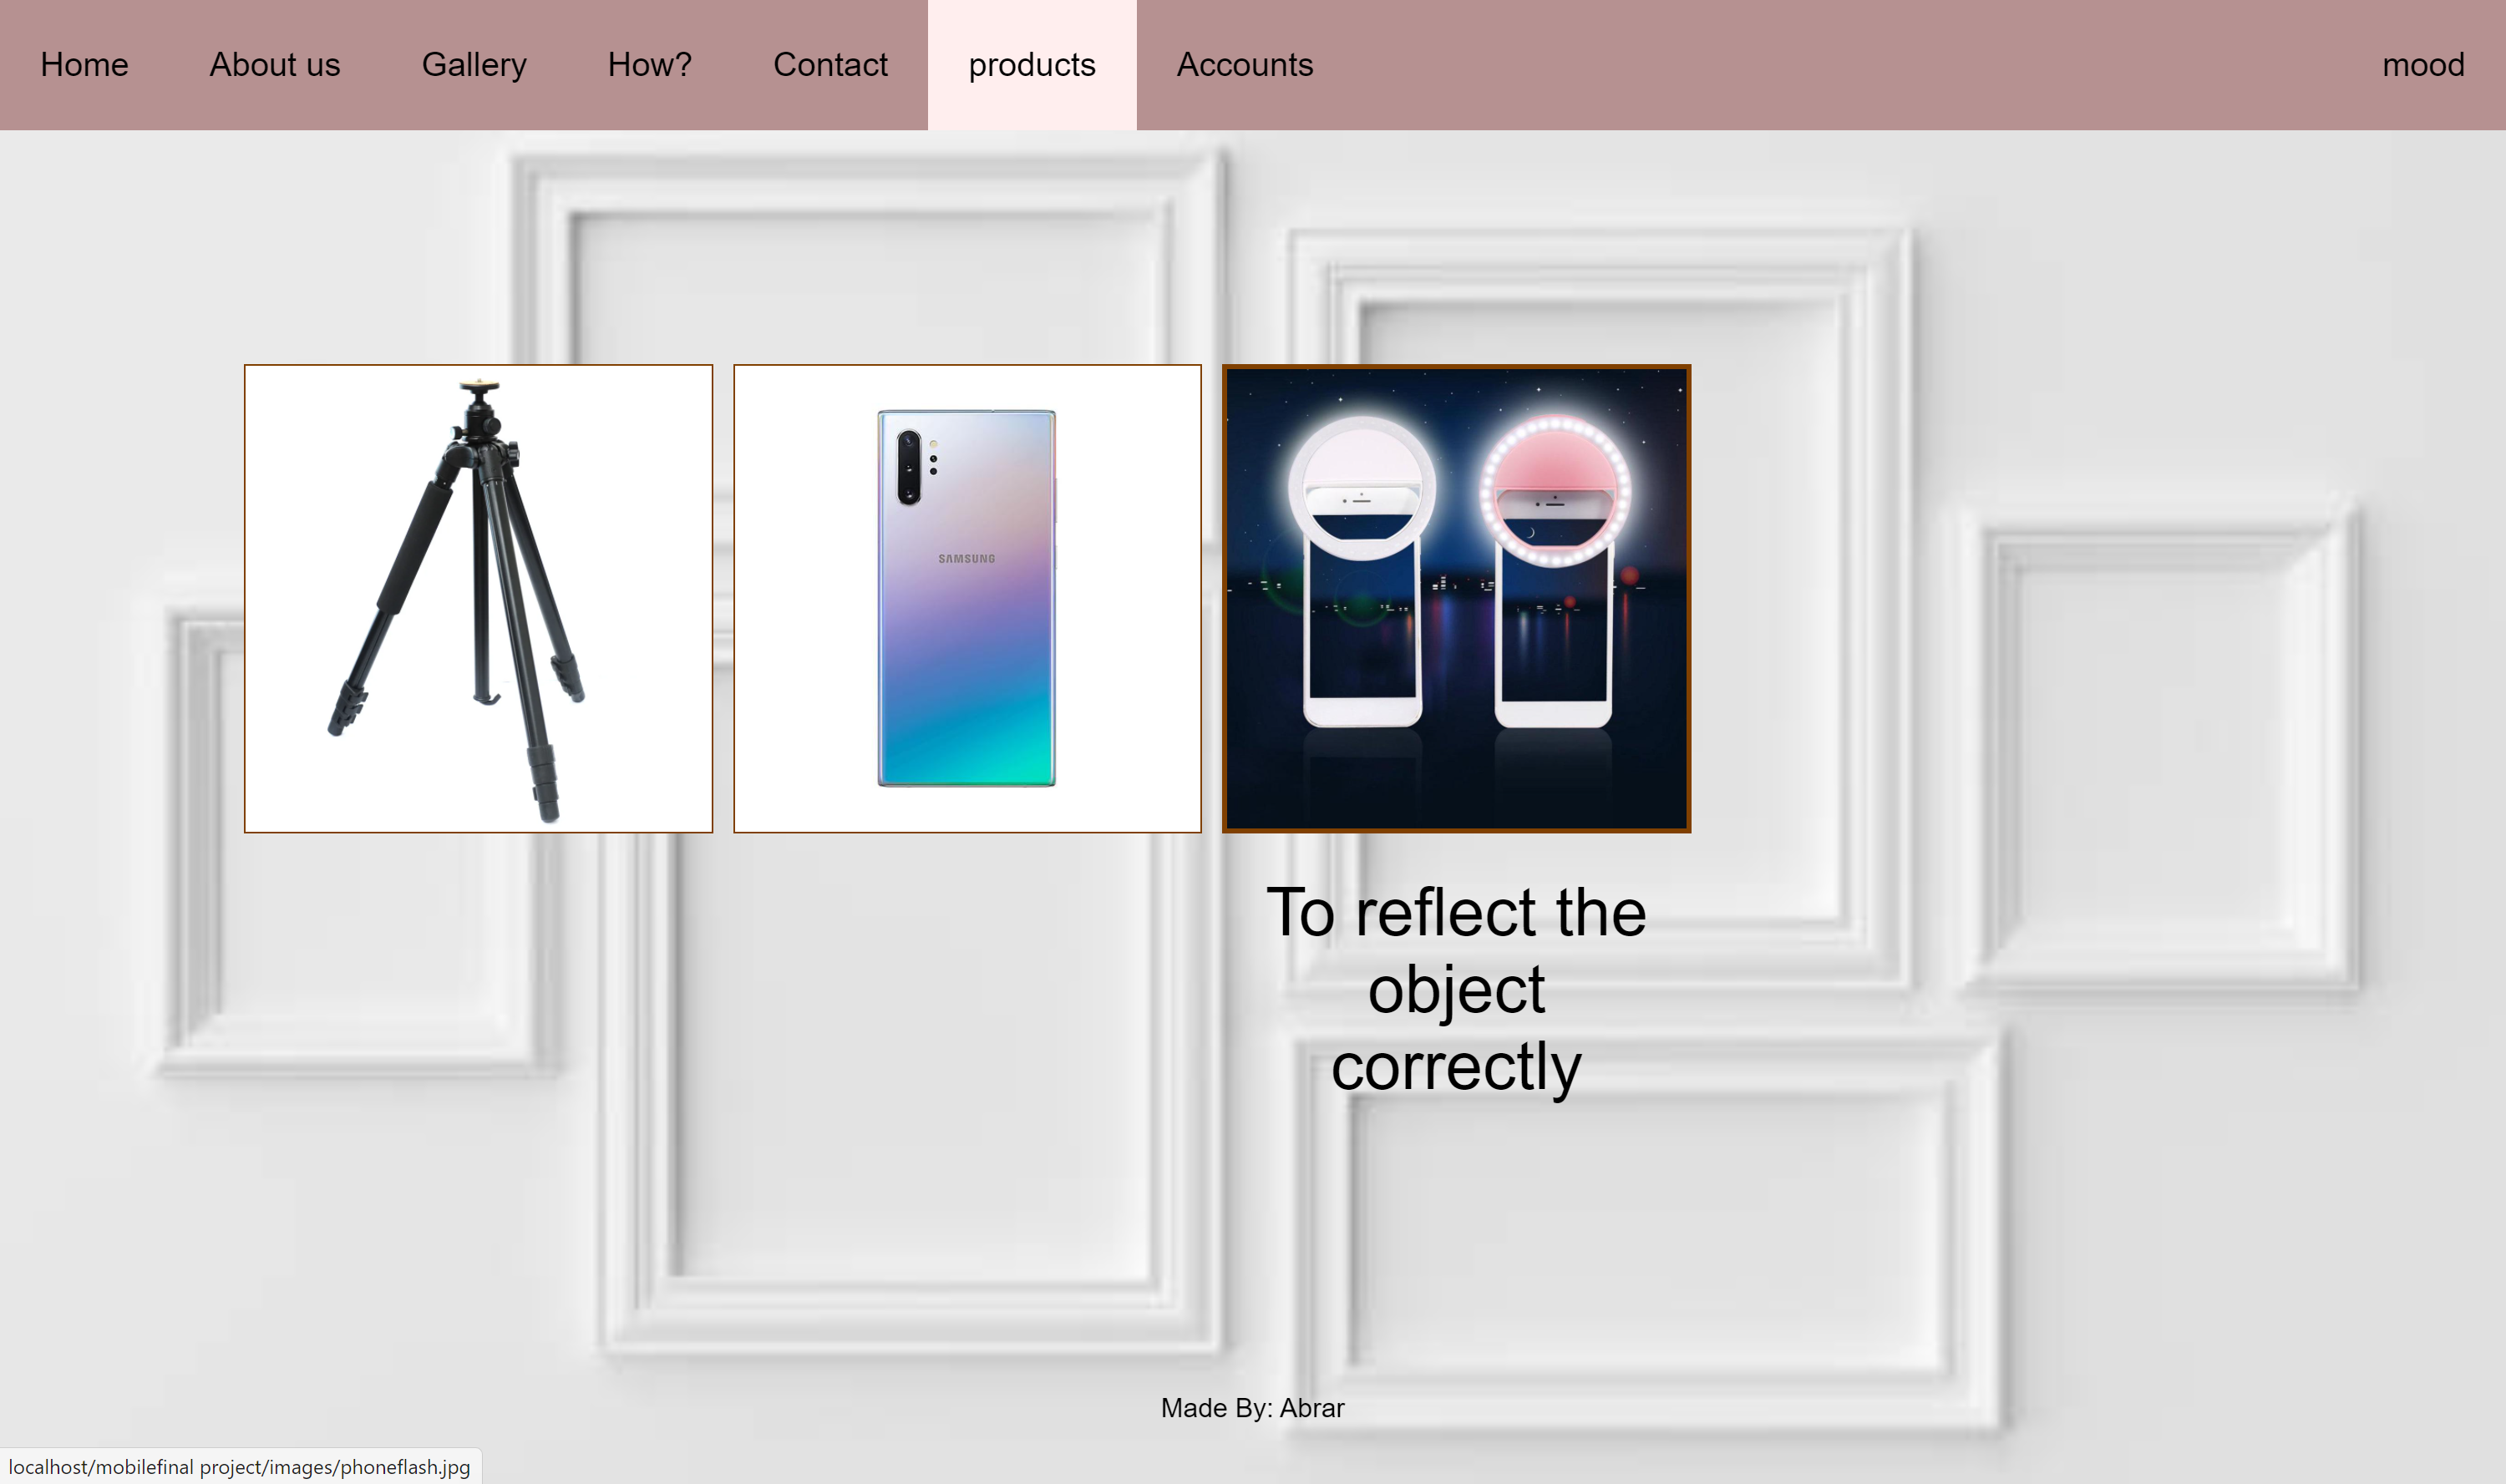 Home
About us
Gallery
How?
Contact
products
Accounts
mood
SAMSUNG
To reflect the
object
correctly
Made By: Abrar
localhost/mobilefinal project/images/phoneflash.jpg